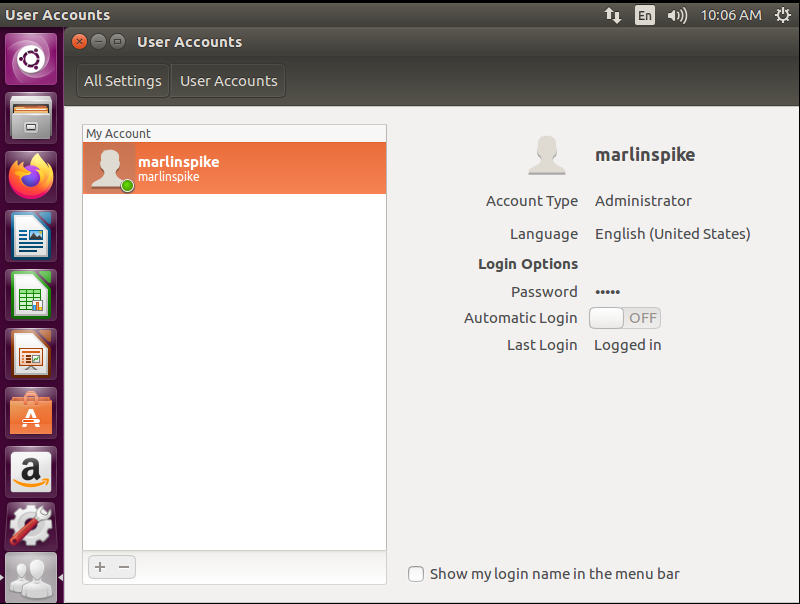 User Accounts
En
10:06 AM
User Accounts
All Settings
User Accounts
My Account
marlinspike
marlinspike
marlinspike
Account Type Administrator
Language English (United States)
Login Options
Password •••••
Automatic Login OFF
Last Login Logged in
Show my login name in the menu bar
A
a